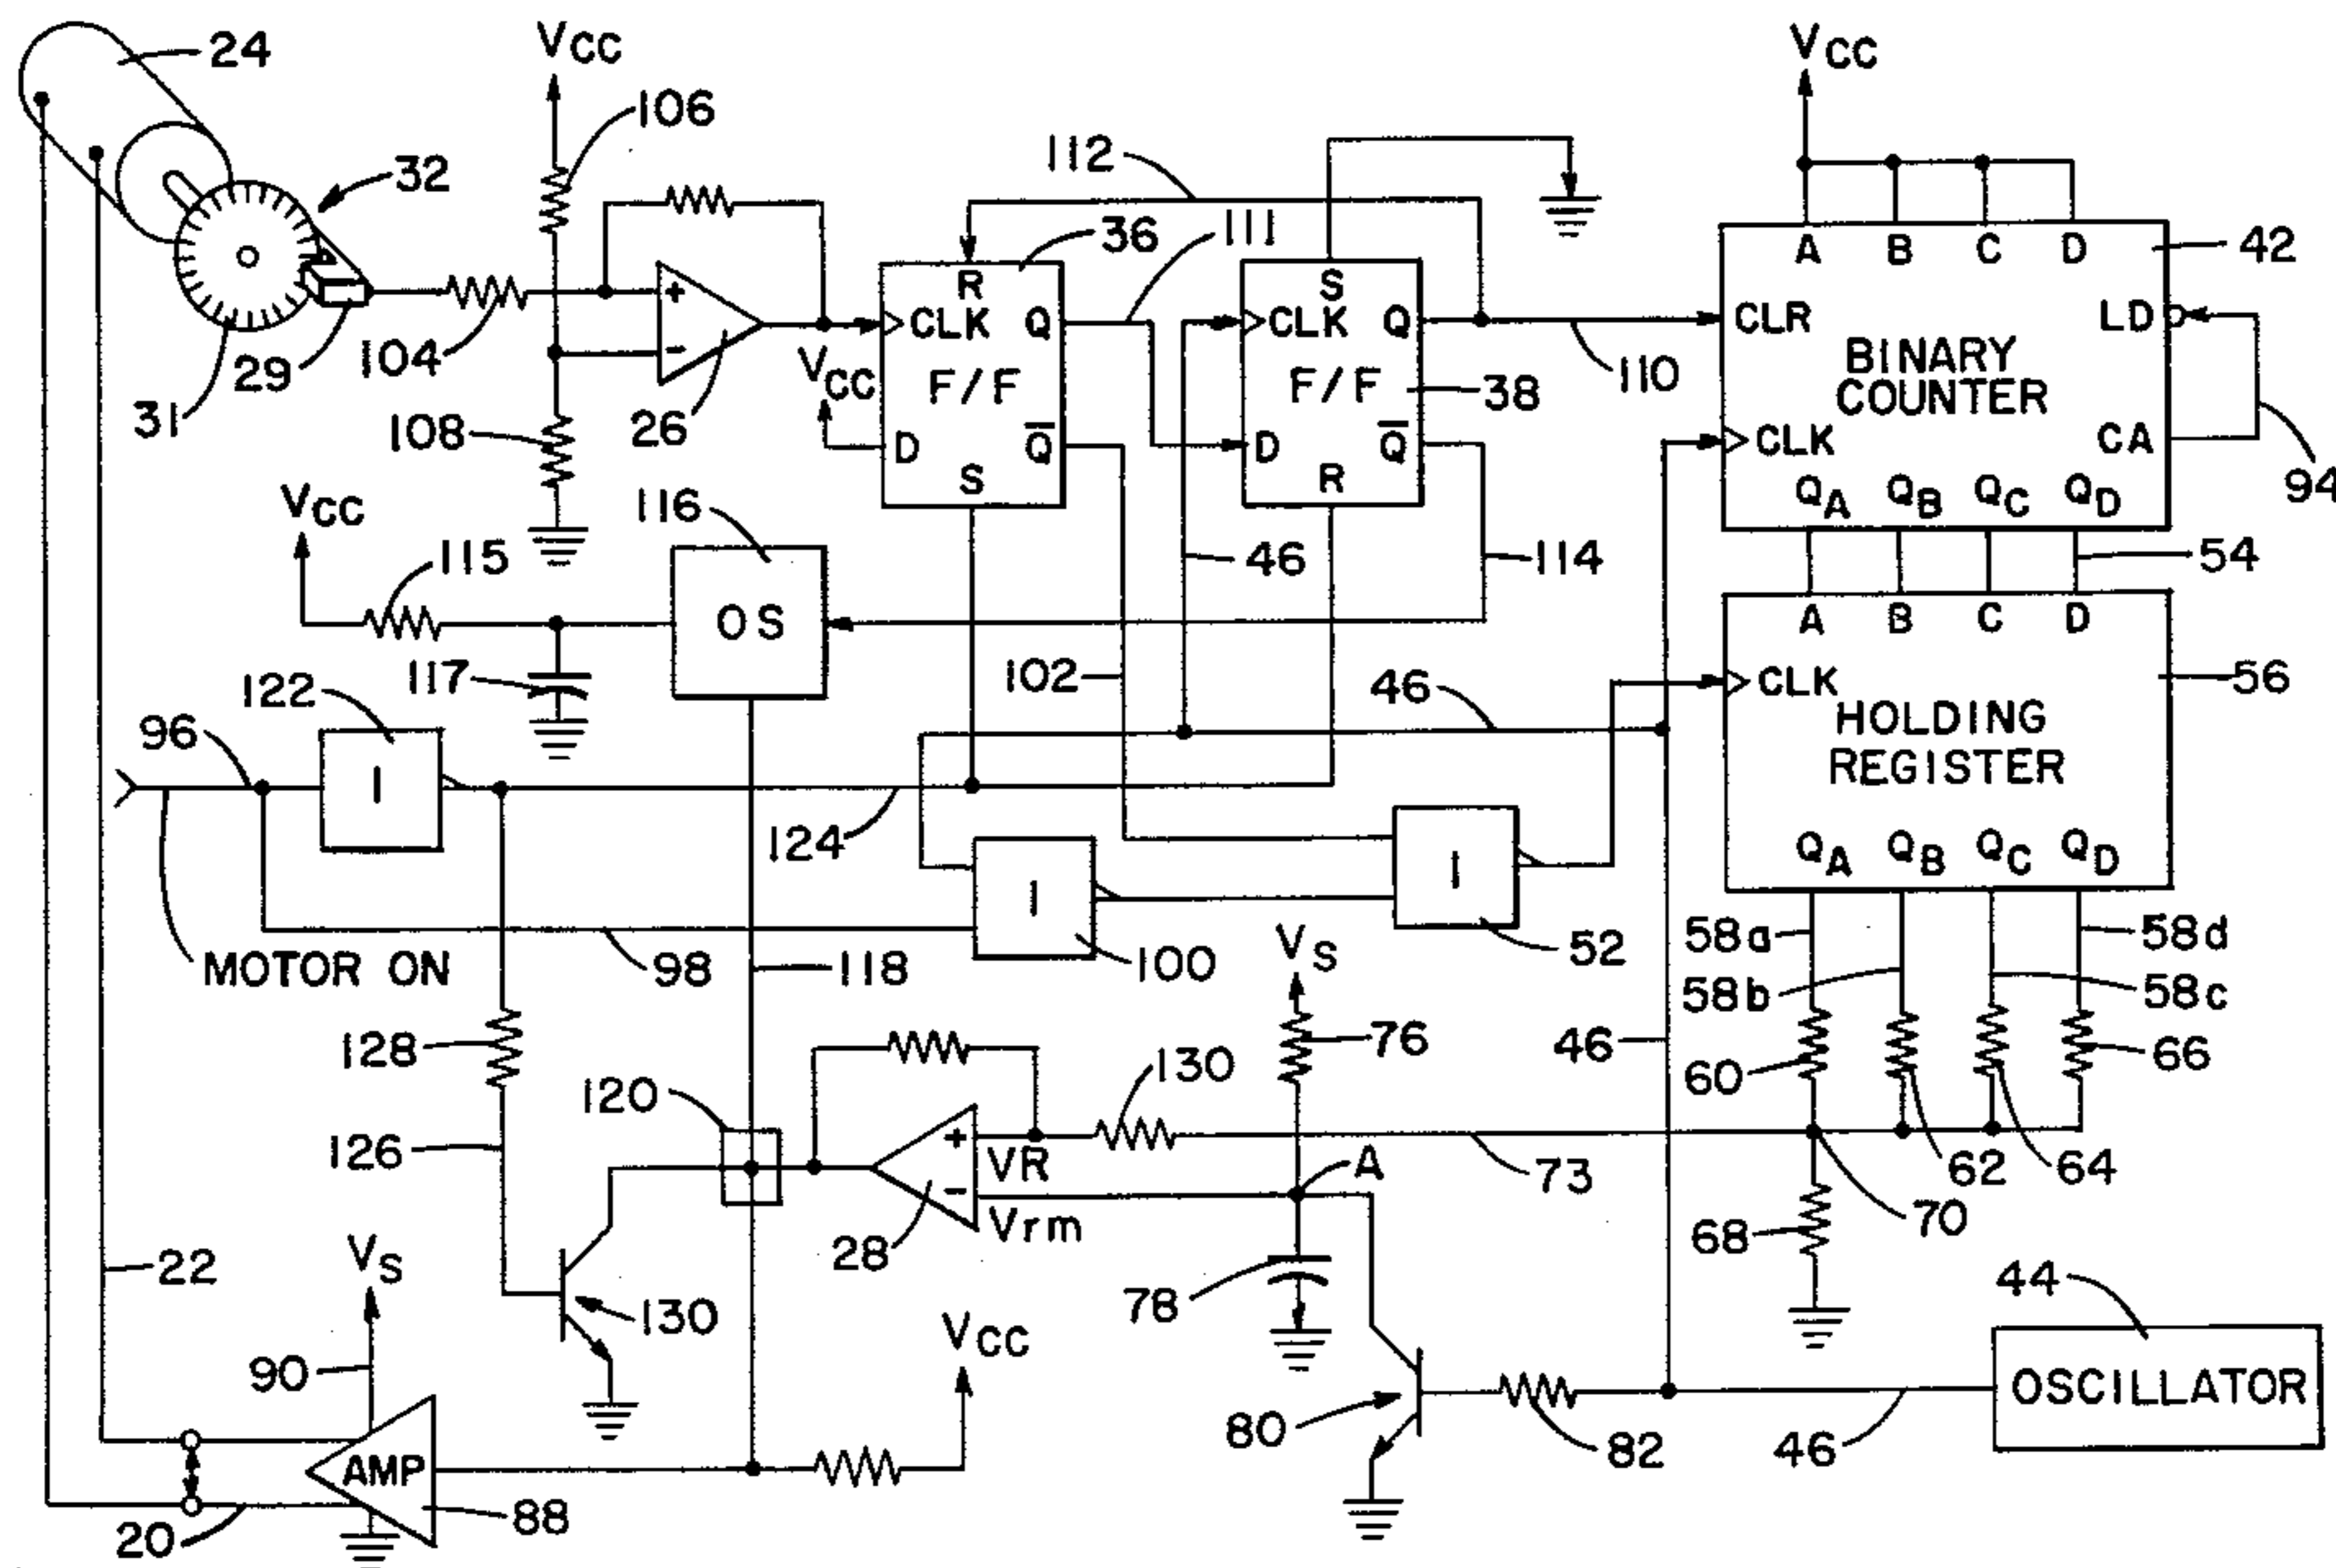 24
VCC
VCC
106
32
112
36
111
A B C D
42
R
S
+
CLK Q
CLK Q
CLR
LD
104
29
-
VCC
F/F
F/F
BINARY
COUNTER
31
108
26
38
110
D Q̅
D Q̅
CLK
CA
S
R
QA QB QC QD
94
VCC
116
115
46
114
54
OS
A B C D
117
102
46
CLK
56
122
HOLDING
REGISTER
96
I
124
QA QB QC QD
I
I
MOTOR ON
98
118
100
52
VS
58a
58d
58b
58c
128
76
46
60
66
120
130
+
VR
A
73
62
64
126
-
Vrm
28
70
68
22
VS
78
44
130
VCC
90
OSCILLATOR
80
82
46
AMP
88
20